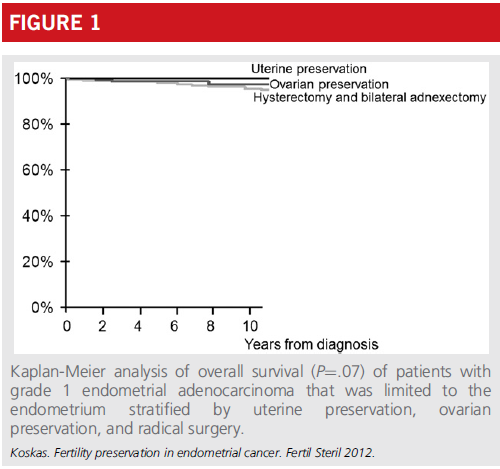 FIGURE 1
Uterine preservation
100%
Ovarian preservation
Hysterectomy and bilateral adnexectomy
80%
60%
40%
20%
0%
0 2 4 6 8 10
Years from diagnosis
Kaplan-Meier analysis of overall survival (P=.07) of patients with
grade 1 endometrial adenocarcinoma that was limited to the
endometrium stratified by uterine preservation, ovarian
preservation, and radical surgery.
Koskas. Fertility preservation in endometrial cancer. Fertil Steril 2012.